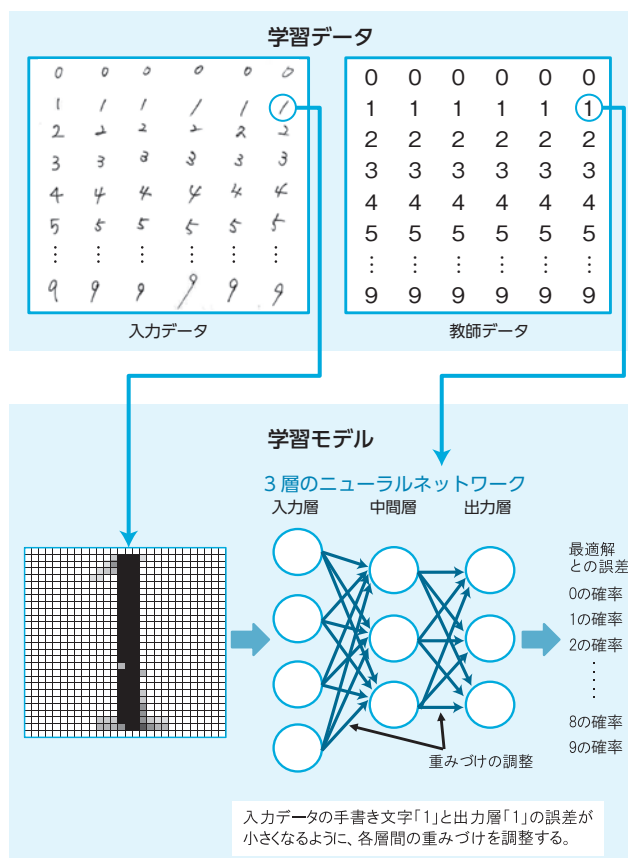 学習データ
0 0 0 0 0 0
1 1 1 1 1 1
2 2 2 2 2 2
3 3 3 3 3 3
4 4 4 4 4 4
5 5 5 5 5 5
⋮ ⋮ ⋮ ⋮ ⋮ ⋮
9 9 9 9 9 9
入力データ
0 0 0 0 0 0
1 1 1 1 1 1
2 2 2 2 2 2
3 3 3 3 3 3
4 4 4 4 4 4
5 5 5 5 5 5
⋮ ⋮ ⋮ ⋮ ⋮ ⋮
9 9 9 9 9 9
教師データ
学習モデル
3層のニューラルネットワーク
入力層 中間層 出力層
最適解
との誤差
0の確率
1の確率
2の確率
⋮
8の確率
9の確率
重みづけの調整
入力データの手書き文字「1」と出力層「1」の誤差が
小さくなるように、各層間の重みづけを調整する。